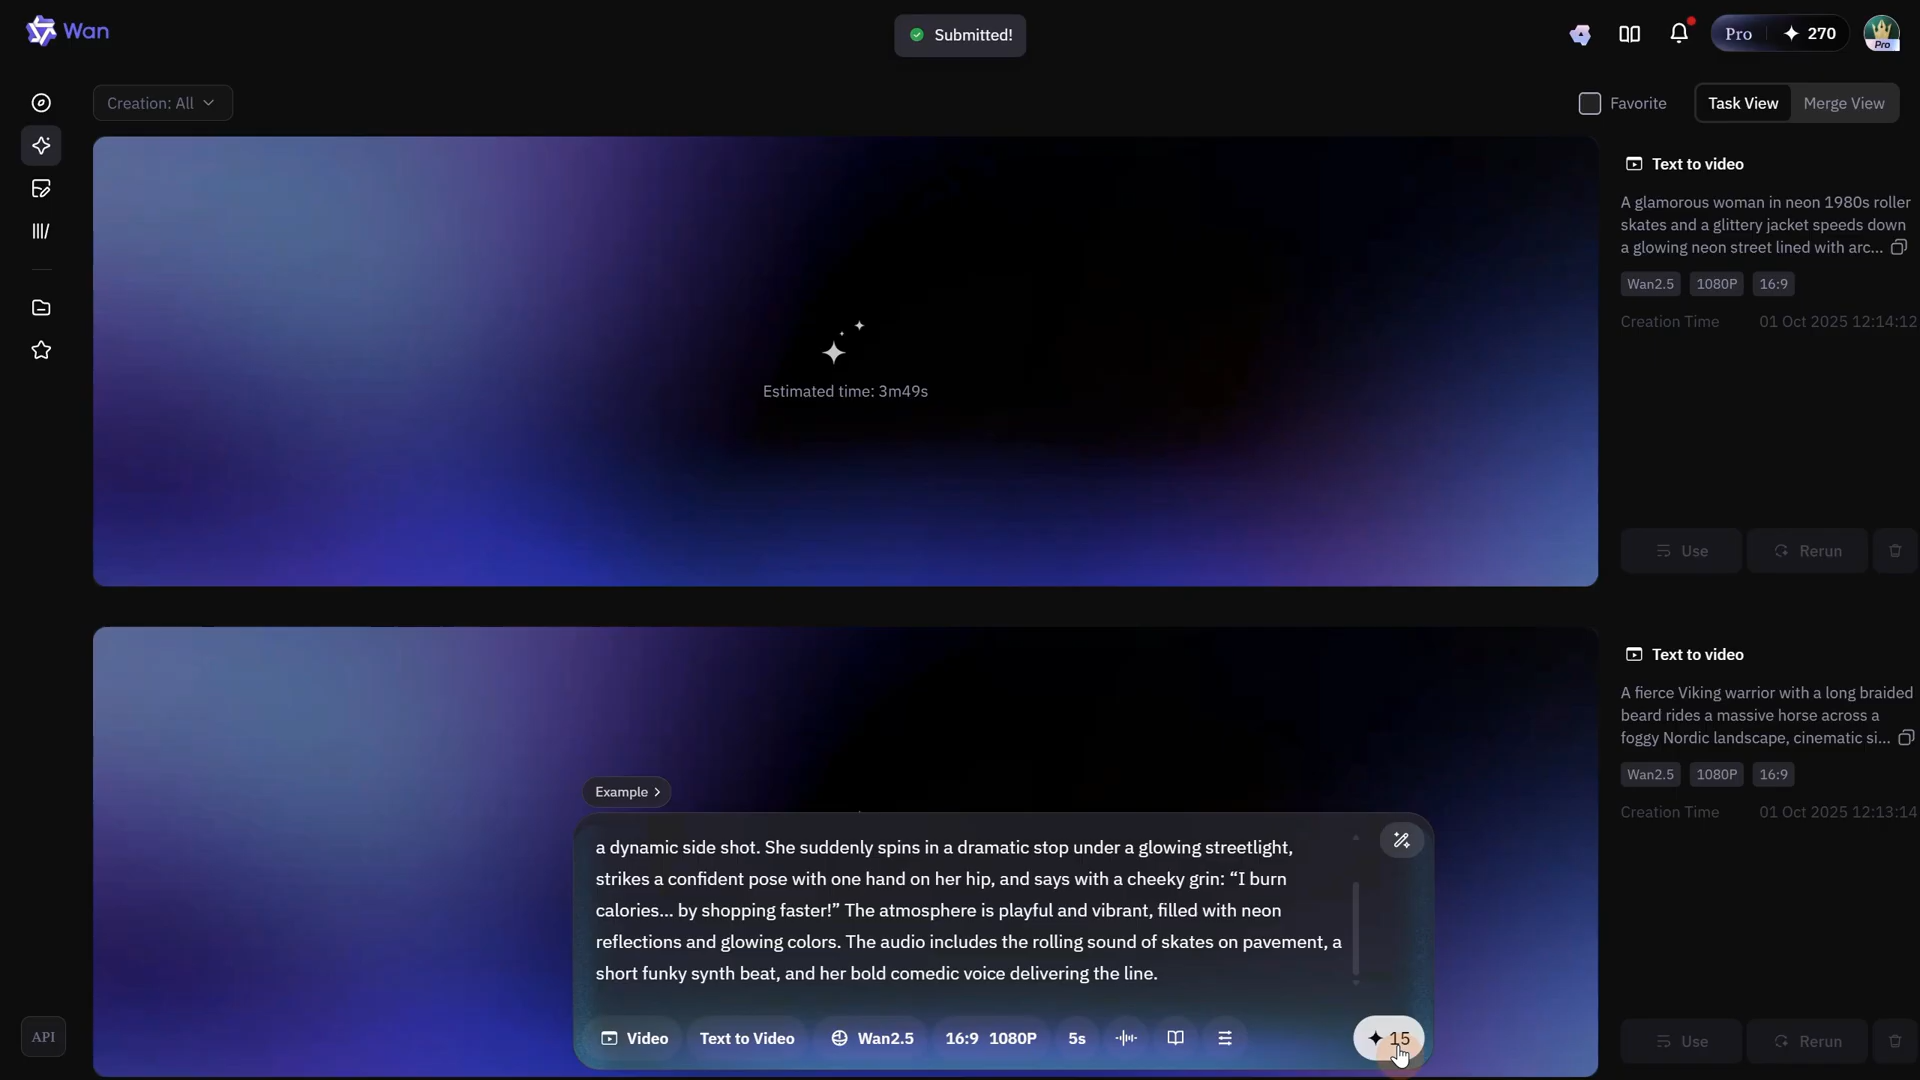 Wan
Submitted!
Pro 270
Pro
Creation: All
Favorite
Task View Merge View
Text to video
A glamorous woman in neon 1980s roller
skates and a glittery jacket speeds down
a glowing neon street lined with arc...
Wan2.5 1080P 16:9
Creation Time 01 Oct 2025 12:14:12
Estimated time: 3m49s
Use Rerun
Text to video
A fierce Viking warrior with a long braided
beard rides a massive horse across a
foggy Nordic landscape, cinematic si...
Wan2.5 1080P 16:9
Creation Time 01 Oct 2025 12:13:14
Example
a dynamic side shot. She suddenly spins in a dramatic stop under a glowing streetlight,
strikes a confident pose with one hand on her hip, and says with a cheeky grin: “I burn
calories... by shopping faster!” The atmosphere is playful and vibrant, filled with neon
reflections and glowing colors. The audio includes the rolling sound of skates on pavement, a
short funky synth beat, and her bold comedic voice delivering the line.
Video Text to Video Wan2.5 16:9 1080P 5s 15
Use Rerun
API